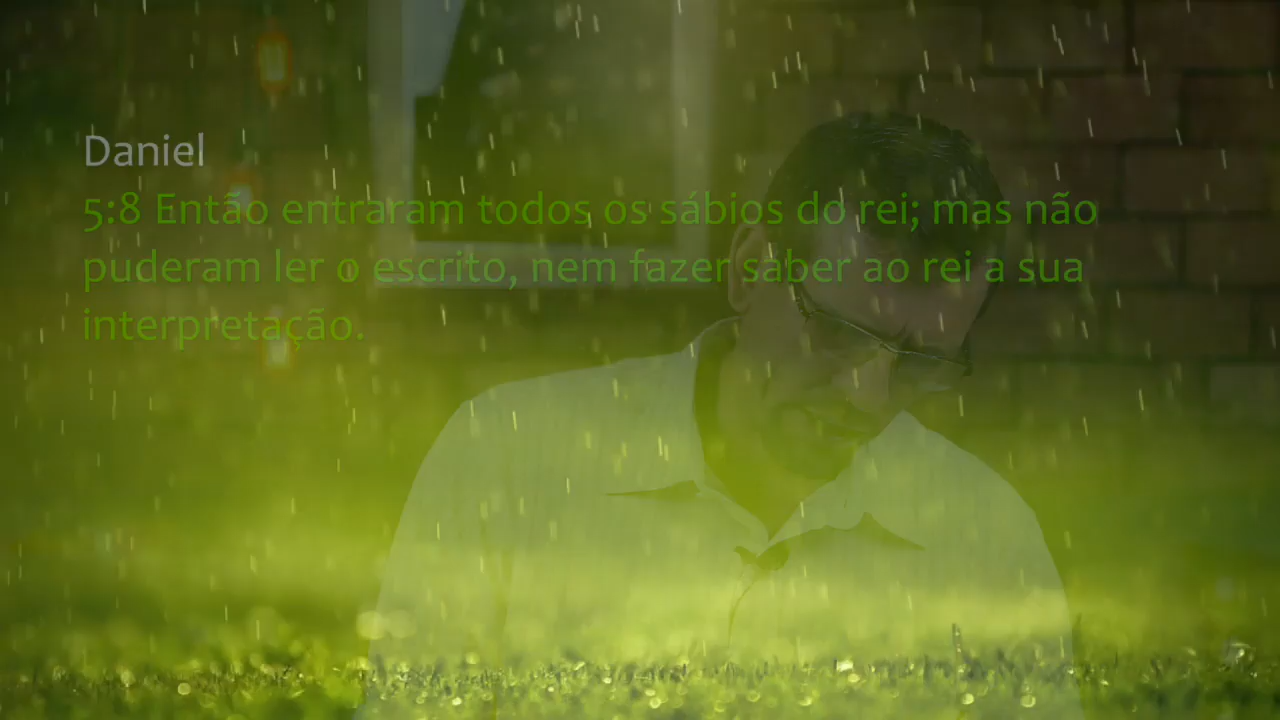 Daniel
5:8 Então entraram todos os sábios do rei; mas não
puderam ler o escrito, nem fazer saber ao rei a sua
interpretação.